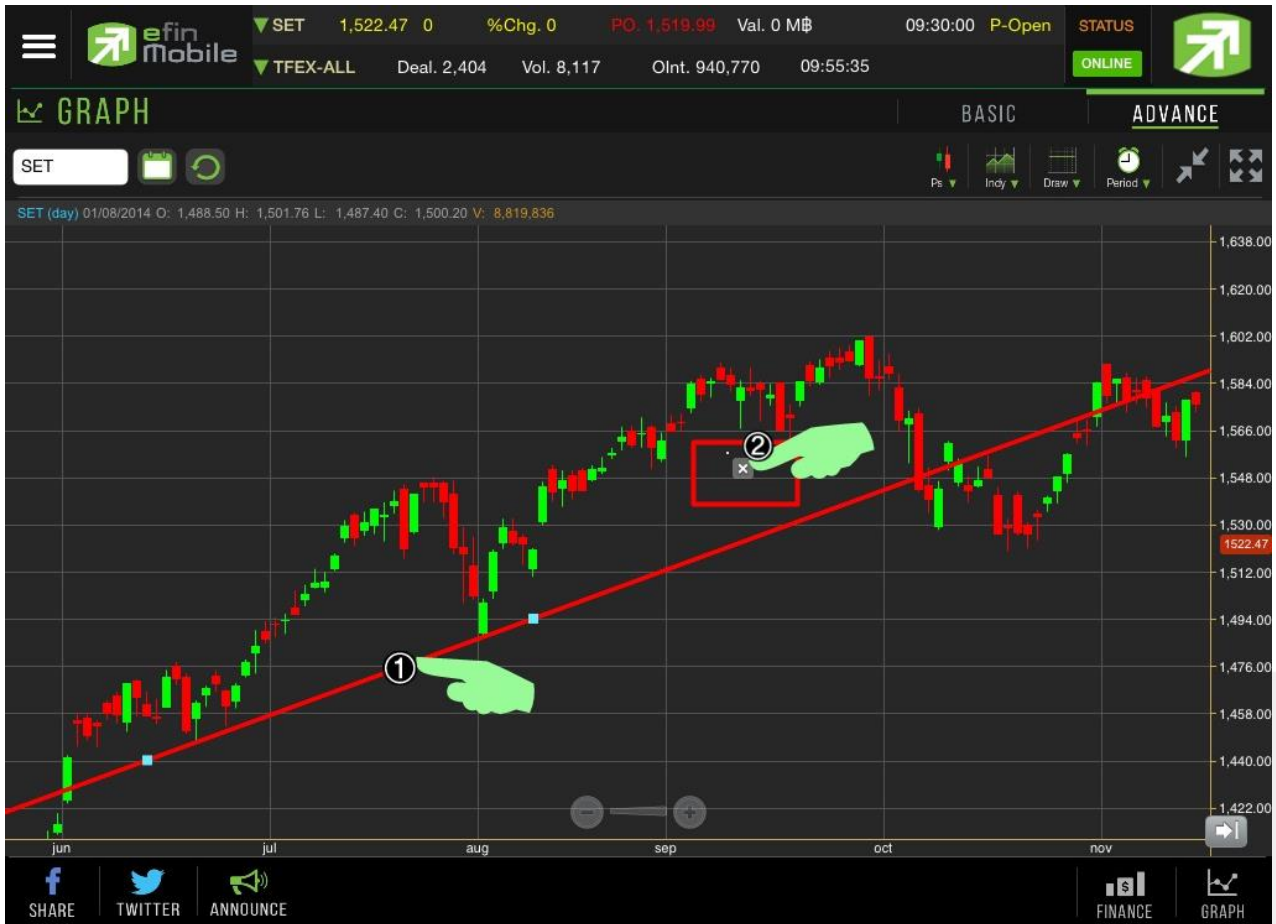 efin Mobile
▼ SET 1,522.47 0 %Chg. 0 PO. 1,519.99 Val. 0 M฿ 09:30:00 P-Open
▼ TFEX-ALL Deal. 2,404 Vol. 8,117 OInt. 940,770 09:55:35
STATUS
ONLINE
GRAPH
BASIC
ADVANCE
SET
Ps ▼ Indy ▼ Draw ▼ Period ▼
SET (day) 01/08/2014 O: 1,488.50 H: 1,501.76 L: 1,487.40 C: 1,500.20 V: 8,819,836
1,638.00
1,620.00
1,602.00
1,584.00
1,566.00
②
1,548.00
1,530.00
1522.47
1,512.00
1,494.00
①
1,476.00
1,458.00
1,440.00
1,422.00
jun jul aug sep oct nov
SHARE TWITTER ANNOUNCE FINANCE GRAPH